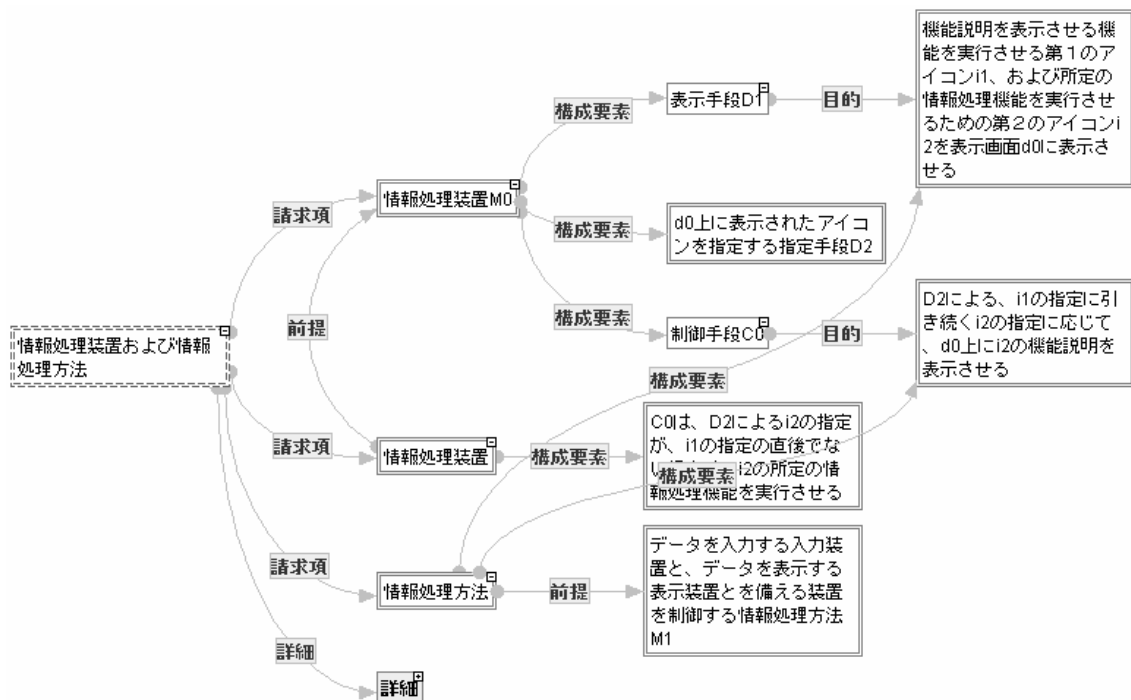 機能説明を表示させる機
能を実行させる第１のア
イコンi1、および所定の
情報処理機能を実行させ
るための第２のアイコンi
2を表示画面d0に表示さ
せる
表示手段D1
目的
構成要素
情報処理装置M0
請求項
構成要素
d0上に表示されたアイコ
ンを指定する指定手段D2
構成要素
前提
制御手段C0
目的
D2による、i1の指定に引
き続くi2の指定に応じて
、d0上にi2の機能説明を
表示させる
情報処理装置および情報
処理方法
構成要素
請求項
情報処理装置
構成要素
C0は、D2によるi2の指定
が、i1の指定の直後でな
i2の所定の情
報処理機能を実行させる
構成要素
請求項
情報処理方法
前提
データを入力する入力装
置と、データを表示する
表示装置とを備える装置
を制御する情報処理方法
M1
詳細
詳細